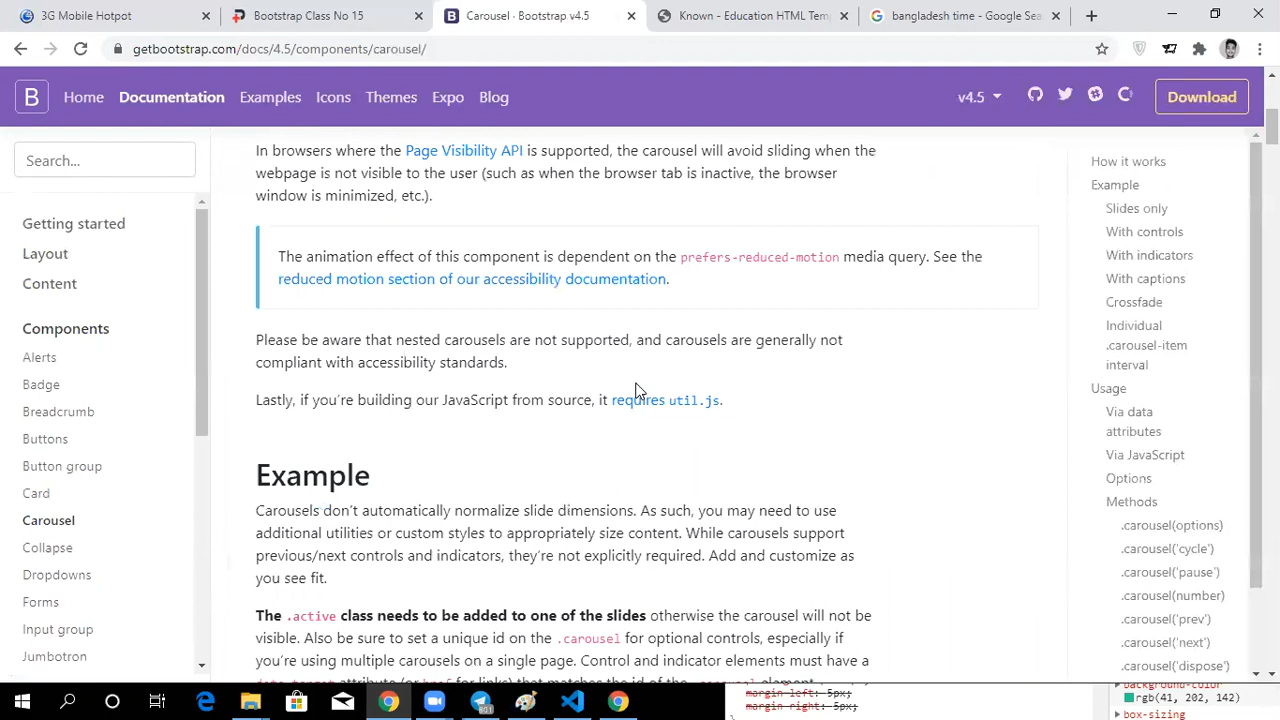 3G Mobile Hotpot
Bootstrap Class No 15
Carousel · Bootstrap v4.5
Known - Education HTML Tem
bangladesh time - Google Sea
getbootstrap.com/docs/4.5/components/carousel/
B
Home
Documentation
Examples
Icons
Themes
Expo
Blog
v4.5
Download
Search...
Getting started
Layout
Content
Components
Alerts
Badge
Breadcrumb
Buttons
Button group
Card
Carousel
Collapse
Dropdowns
Forms
Input group
Jumbotron
In browsers where the Page Visibility API is supported, the carousel will avoid sliding when the
webpage is not visible to the user (such as when the browser tab is inactive, the browser
window is minimized, etc.).
The animation effect of this component is dependent on the prefers-reduced-motion media query. See the
reduced motion section of our accessibility documentation.
Please be aware that nested carousels are not supported, and carousels are generally not
compliant with accessibility standards.
Lastly, if you're building our JavaScript from source, it requires util.js.
Example
Carousels don't automatically normalize slide dimensions. As such, you may need to use
additional utilities or custom styles to appropriately size content. While carousels support
previous/next controls and indicators, they're not explicitly required. Add and customize as
you see fit.
The .active class needs to be added to one of the slides otherwise the carousel will not be
visible. Also be sure to set a unique id on the .carousel for optional controls, especially if
you're using multiple carousels on a single page. Control and indicator elements must have a
How it works
Example
Slides only
With controls
With indicators
With captions
Crossfade
Individual
.carousel-item
interval
Usage
Via data
attributes
Via JavaScript
Options
Methods
.carousel(options)
.carousel('cycle')
.carousel('pause')
.carousel(number)
.carousel('prev')
.carousel('next')
.carousel('dispose')
margin-left: 5px;
margin-right: 5px;
}
background-color
rgb(41, 202, 142)
box-sizing